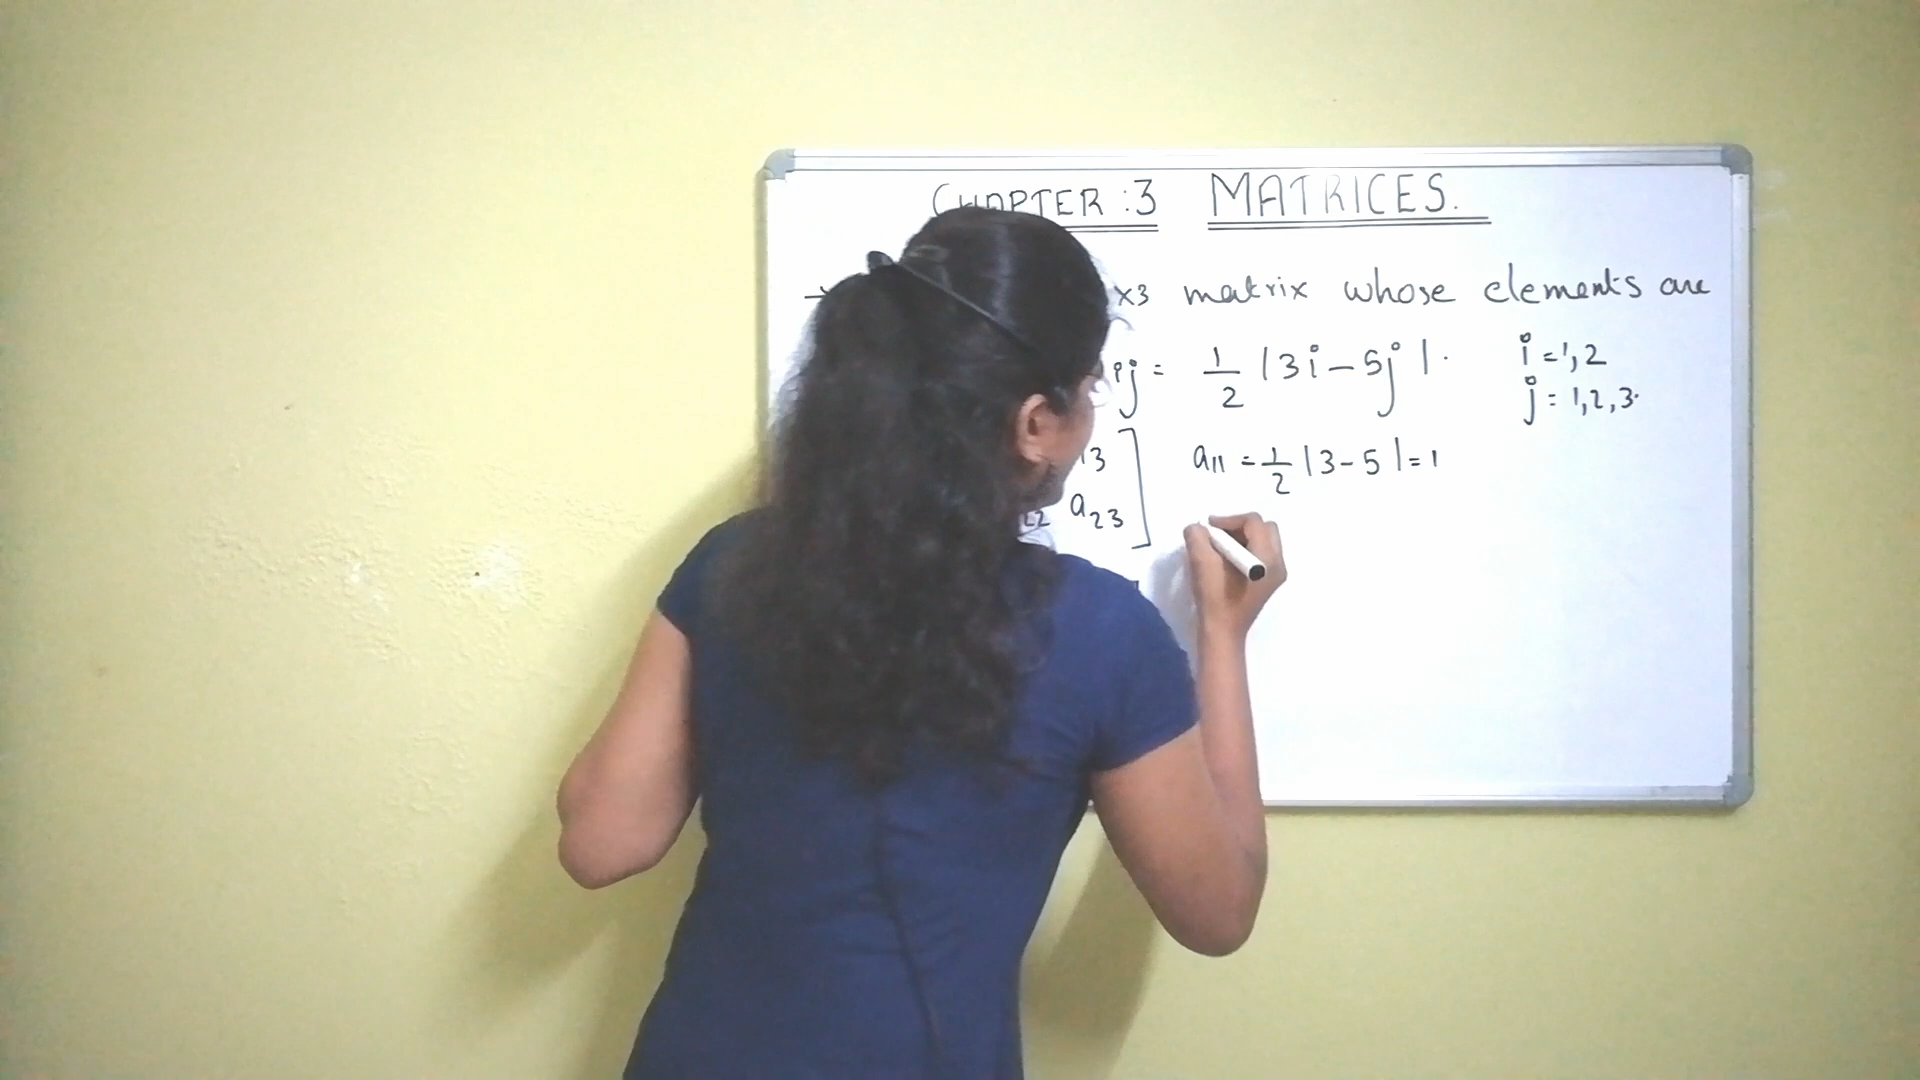 CHAPTER :3 MATRICES.
x3 matrix whose elements are
j = 1/2 |3i - 5j|. i = 1,2
j = 1,2,3.
13 a11 = 1/2 |3-5| = 1
22 a23